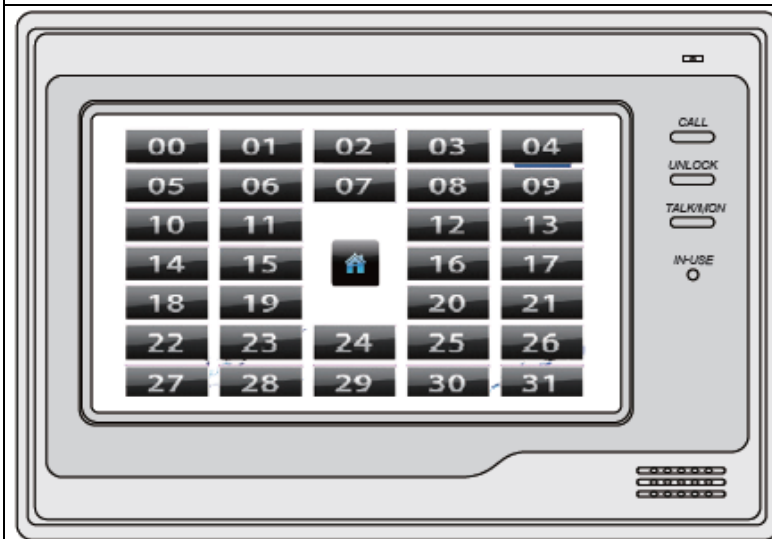 00 01 02 03 04
05 06 07 08 09
10 11 12 13
14 15 16 17
18 19 20 21
22 23 24 25 26
27 28 29 30 31
CALL
UNLOCK
TALK/MON
IN-USE